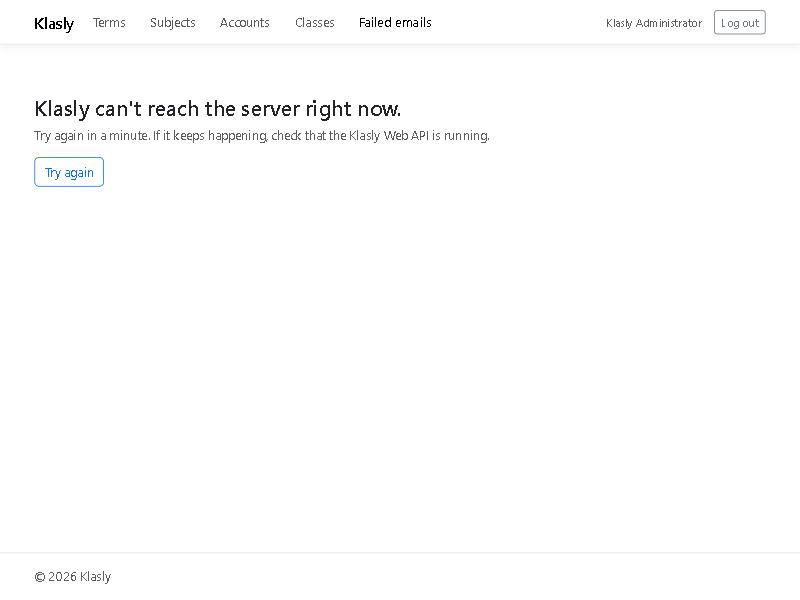 Klasly Terms Subjects Accounts Classes Failed emails Klasly Administrator Log out
Klasly can't reach the server right now.
Try again in a minute. If it keeps happening, check that the Klasly Web API is running.
Try again
© 2026 Klasly